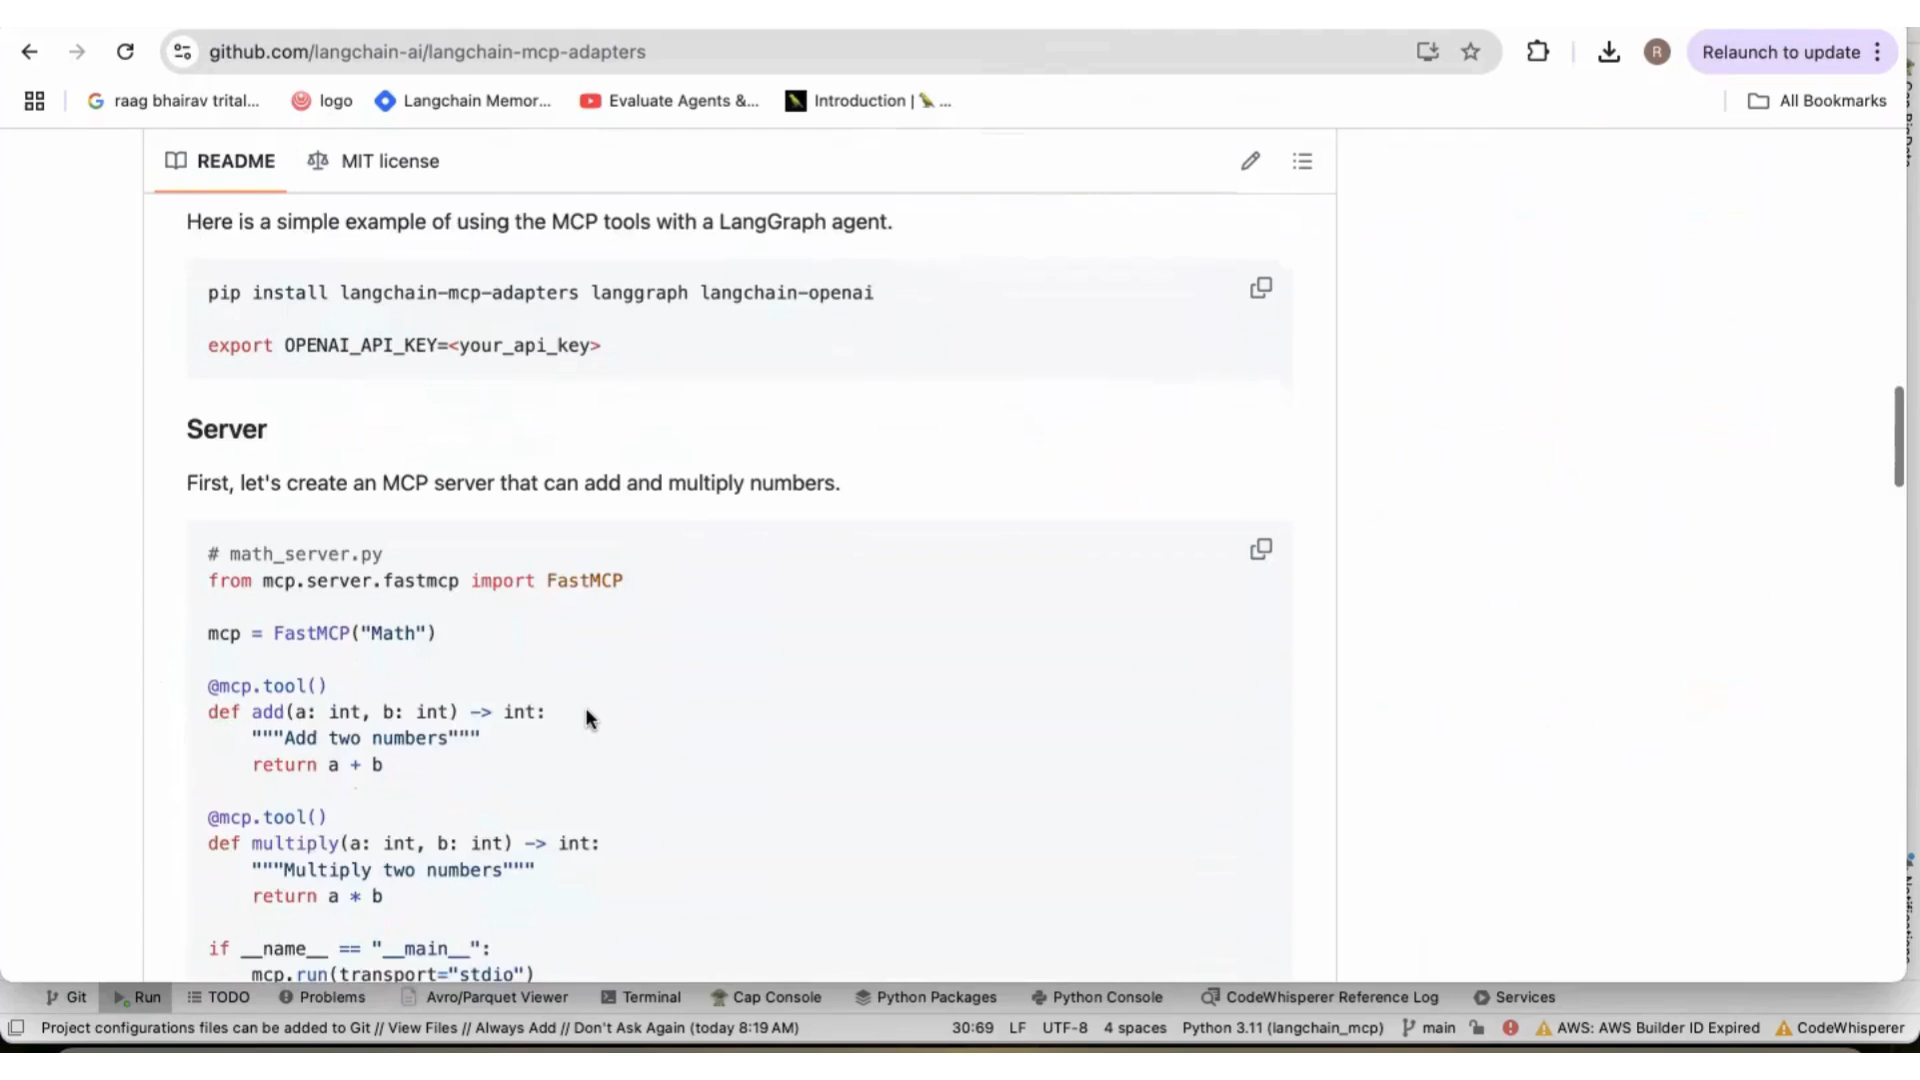 github.com/langchain-ai/langchain-mcp-adapters
R
Relaunch to update
raag bhairav trital...
logo
Langchain Memor...
Evaluate Agents &...
Introduction | 🦜 ...
All Bookmarks
README
MIT license
Here is a simple example of using the MCP tools with a LangGraph agent.
pip install langchain-mcp-adapters langgraph langchain-openai
export OPENAI_API_KEY=<your_api_key>
Server
First, let's create an MCP server that can add and multiply numbers.
# math_server.py
from mcp.server.fastmcp import FastMCP
mcp = FastMCP("Math")
@mcp.tool()
def add(a: int, b: int) -> int:
    """Add two numbers"""
    return a + b
@mcp.tool()
def multiply(a: int, b: int) -> int:
    """Multiply two numbers"""
    return a * b
if __name__ == "__main__":
    mcp.run(transport="stdio")
Git
Run
TODO
Problems
Avro/Parquet Viewer
Terminal
Cap Console
Python Packages
Python Console
CodeWhisperer Reference Log
Services
Project configurations files can be added to Git // View Files // Always Add // Don't Ask Again (today 8:19 AM)
30:69
LF
UTF-8
4 spaces
Python 3.11 (langchain_mcp)
main
AWS: AWS Builder ID Expired
CodeWhisperer